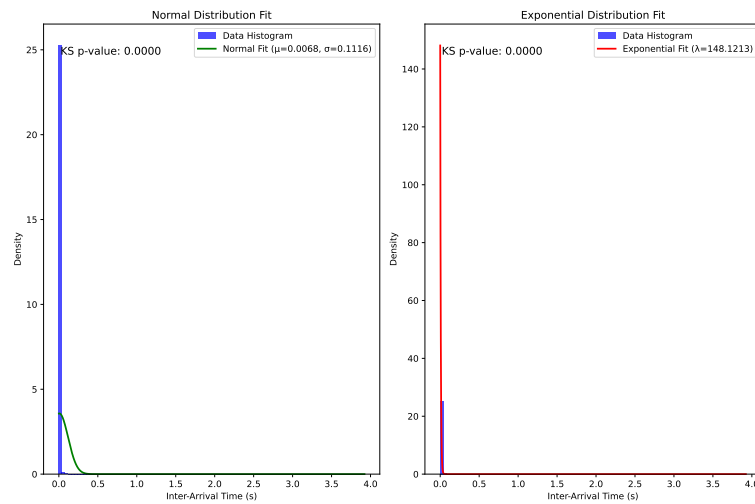 Normal Distribution Fit
KS p-value: 0.0000
Data Histogram
Normal Fit (μ=0.0068, σ=0.1116)
Density
25
20
15
10
5
0
0.0 0.5 1.0 1.5 2.0 2.5 3.0 3.5 4.0
Inter-Arrival Time (s)
Exponential Distribution Fit
KS p-value: 0.0000
Data Histogram
Exponential Fit (λ=148.1213)
Density
140
120
100
80
60
40
20
0
0.0 0.5 1.0 1.5 2.0 2.5 3.0 3.5 4.0
Inter-Arrival Time (s)